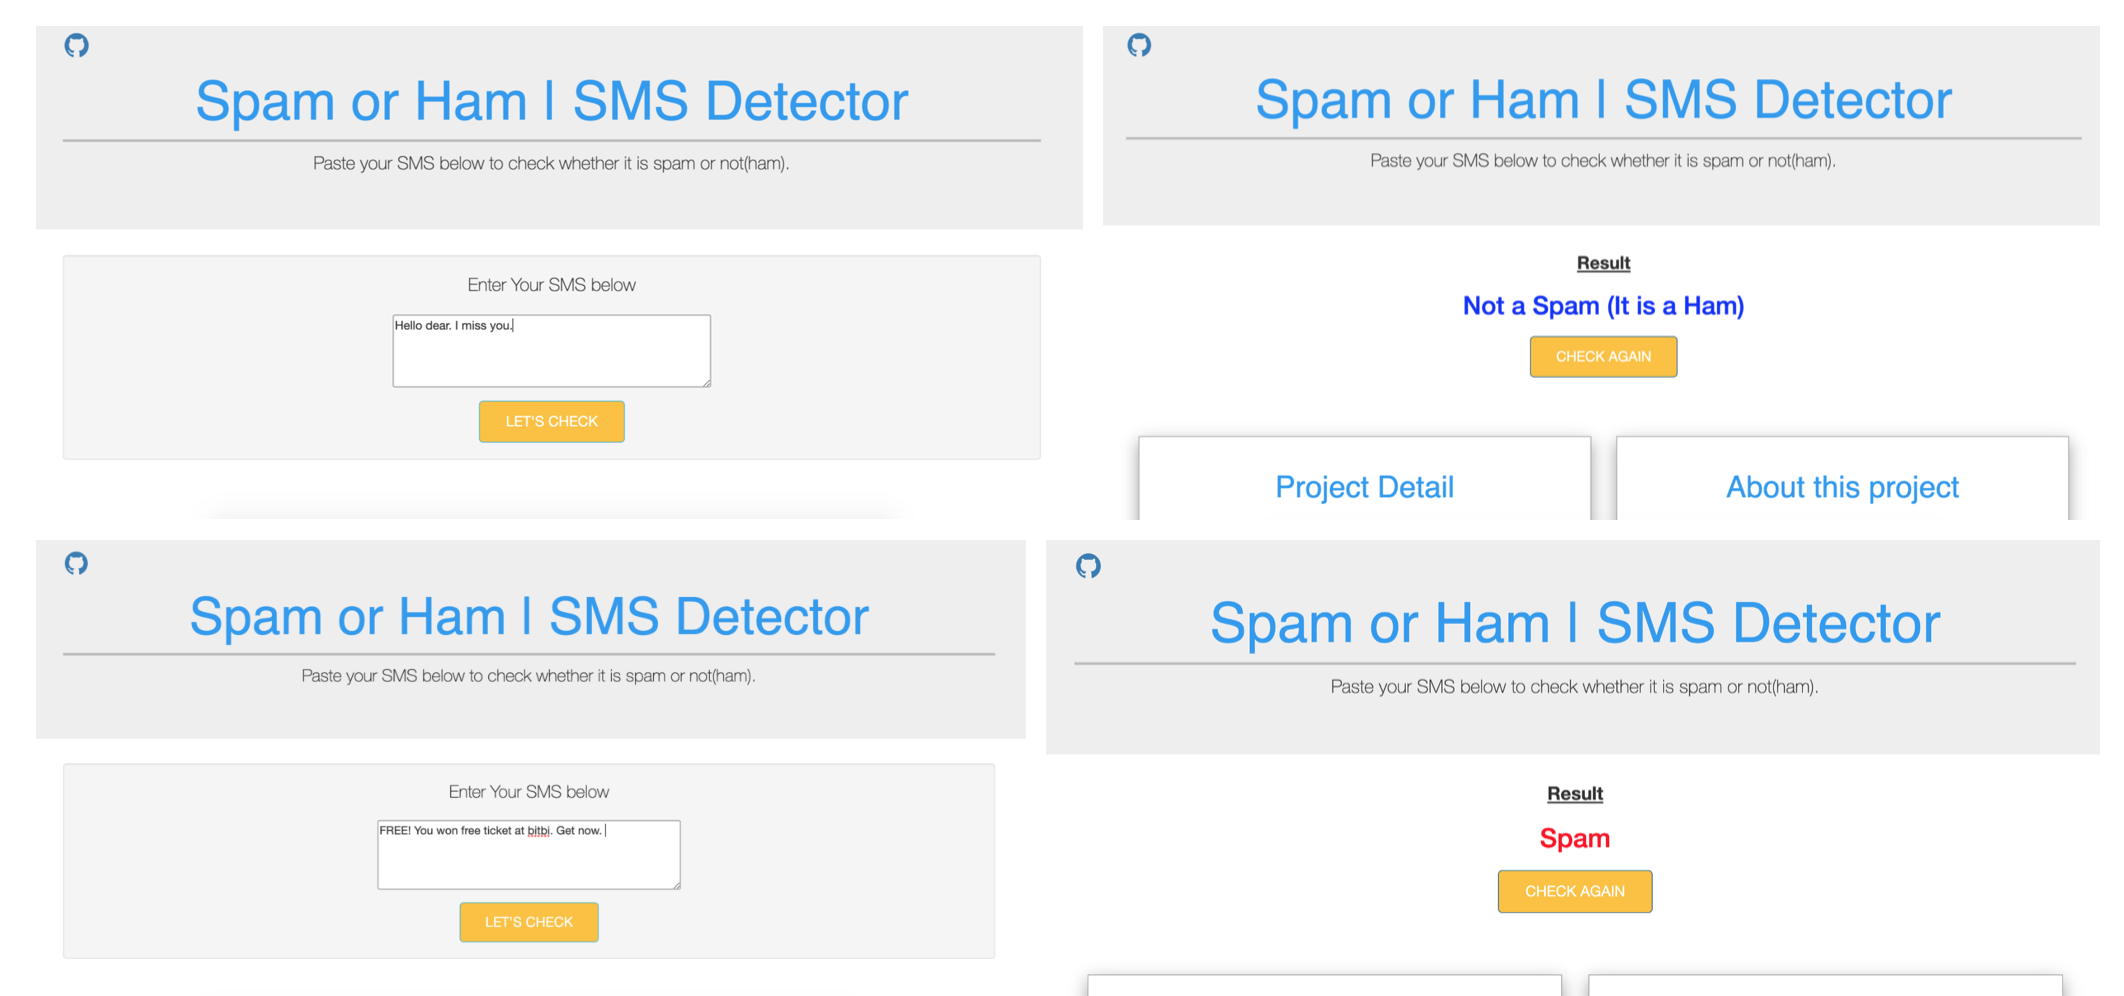 Spam or Ham | SMS Detector
Paste your SMS below to check whether it is spam or not(ham).
Enter Your SMS below
Hello dear. I miss you.
LET'S CHECK
Spam or Ham | SMS Detector
Paste your SMS below to check whether it is spam or not(ham).
Result
Not a Spam (It is a Ham)
CHECK AGAIN
Project Detail
About this project
Spam or Ham | SMS Detector
Paste your SMS below to check whether it is spam or not(ham).
Enter Your SMS below
FREE! You won free ticket at bitbi. Get now.
LET'S CHECK
Spam or Ham | SMS Detector
Paste your SMS below to check whether it is spam or not(ham).
Result
Spam
CHECK AGAIN